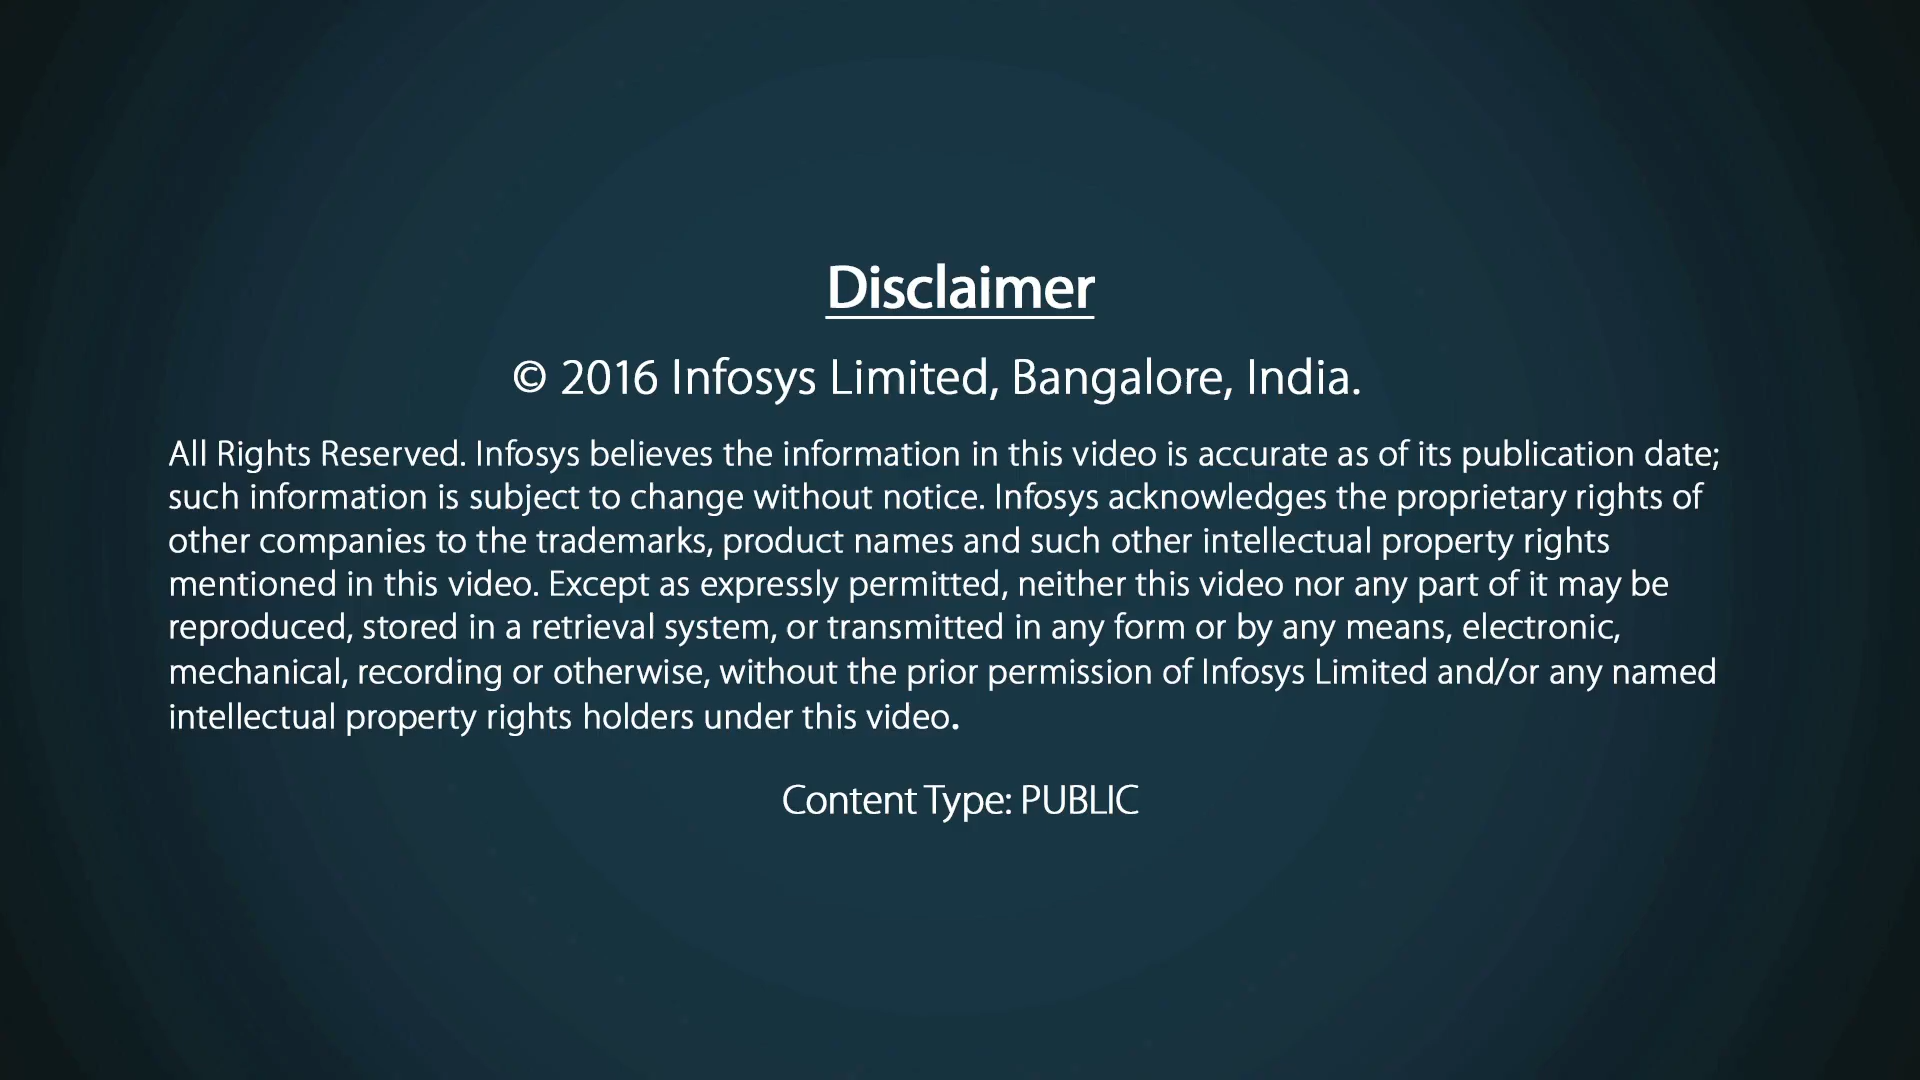 Disclaimer
© 2016 Infosys Limited, Bangalore, India.
All Rights Reserved. Infosys believes the information in this video is accurate as of its publication date;
such information is subject to change without notice. Infosys acknowledges the proprietary rights of
other companies to the trademarks, product names and such other intellectual property rights
mentioned in this video. Except as expressly permitted, neither this video nor any part of it may be
reproduced, stored in a retrieval system, or transmitted in any form or by any means, electronic,
mechanical, recording or otherwise, without the prior permission of Infosys Limited and/or any named
intellectual property rights holders under this video.
Content Type: PUBLIC